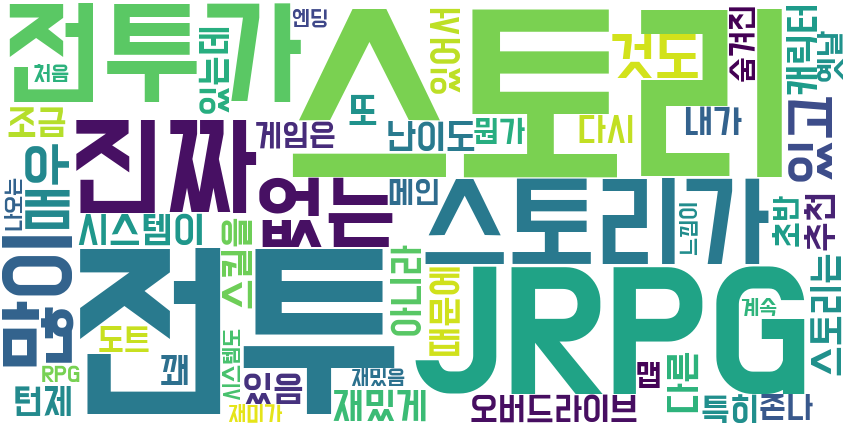 전투가
스토리
엔딩
처음
있는데
있어서
것도
숨겨진
캐릭터
옛날
조금
진짜
또
게임은
난이도
뭔가
다시
내가
있고
매우
나오는
시스템이
없는
메인
스토리가
느낌이
초반
추천
많이
전투
스킬을
아니라
때문에
JRPG
계속
스토리는
도트
꽤
시스템도
RPG
턴제
있음
재밌음
재미가
재밌게
오버드라이브
맵
다른
특히
존나